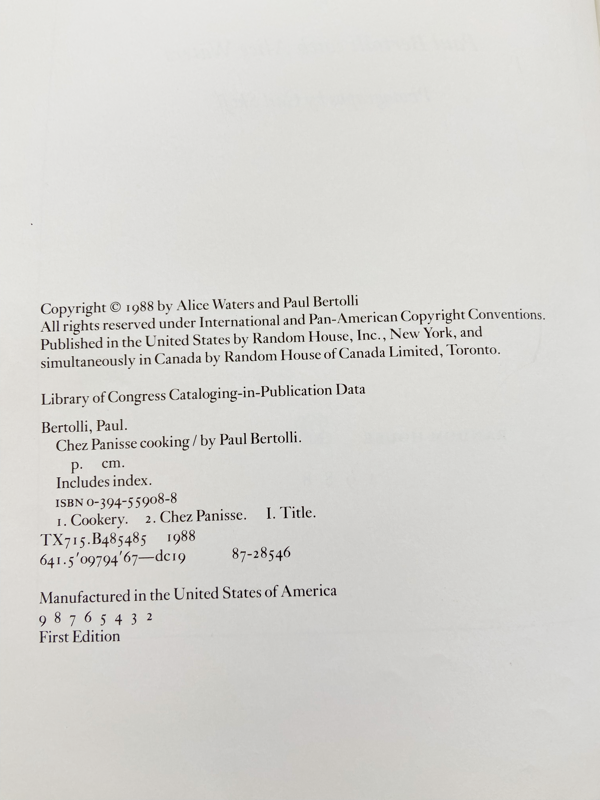 Copyright © 1988 by Alice Waters and Paul Bertolli
All rights reserved under International and Pan-American Copyright Conventions.
Published in the United States by Random House, Inc., New York, and
simultaneously in Canada by Random House of Canada Limited, Toronto.
Library of Congress Cataloging-in-Publication Data
Bertolli, Paul.
Chez Panisse cooking / by Paul Bertolli.
p. cm.
Includes index.
ISBN 0-394-55908-8
1. Cookery. 2. Chez Panisse. I. Title.
TX715.B485485 1988
641.5'09794'67—dc19 87-28546
Manufactured in the United States of America
9 8 7 6 5 4 3 2
First Edition